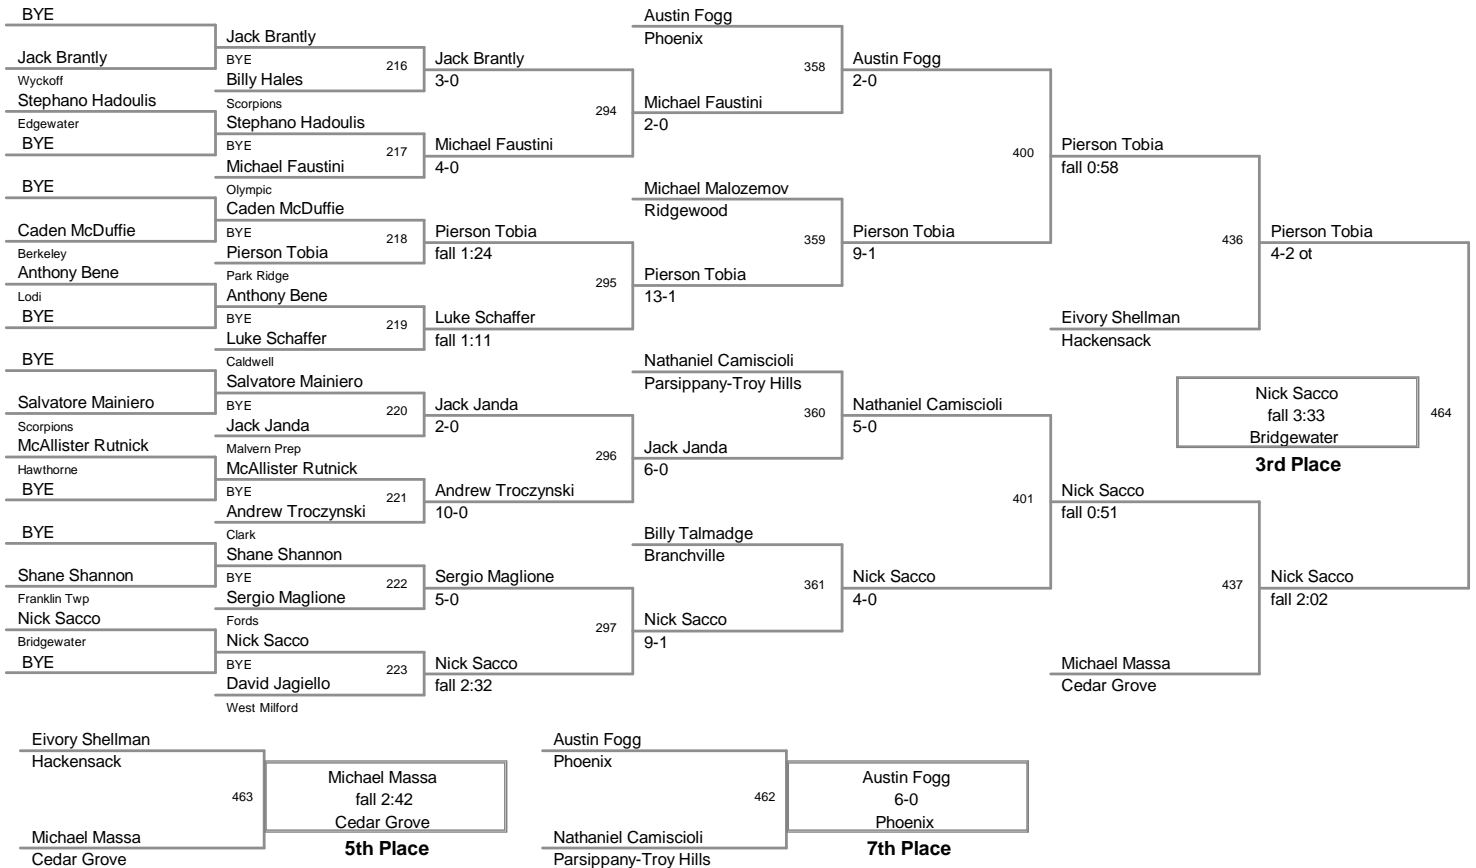 BYE
Jack Brantly
Wyckoff
Stephano Hadoulis
Edgewater
BYE
BYE
Caden McDuffie
Berkeley
Anthony Bene
Lodi
BYE
BYE
Salvatore Mainiero
Scorpions
McAllister Rutnick
Hawthorne
BYE
BYE
Shane Shannon
Franklin Twp
Nick Sacco
Bridgewater
BYE
Jack Brantly
BYE
216
Billy Hales
Scorpions
Stephano Hadoulis
BYE
217
Michael Faustini
Olympic
Caden McDuffie
BYE
218
Pierson Tobia
Park Ridge
Anthony Bene
BYE
219
Luke Schaffer
Caldwell
Salvatore Mainiero
BYE
220
Jack Janda
Malvern Prep
McAllister Rutnick
BYE
221
Andrew Troczynski
Clark
Shane Shannon
BYE
222
Sergio Maglione
Fords
Nick Sacco
BYE
223
David Jagiello
West Milford
Jack Brantly
3-0
294
Michael Faustini
4-0
Pierson Tobia
fall 1:24
295
Luke Schaffer
fall 1:11
Jack Janda
2-0
296
Andrew Troczynski
10-0
Sergio Maglione
5-0
297
Nick Sacco
fall 2:32
Austin Fogg
Phoenix
358
Michael Faustini
2-0
Michael Malozemov
Ridgewood
359
Pierson Tobia
13-1
Nathaniel Camiscioli
Parsippany-Troy Hills
360
Jack Janda
6-0
Billy Talmadge
Branchville
361
Nick Sacco
9-1
Austin Fogg
2-0
400
Pierson Tobia
9-1
Nathaniel Camiscioli
5-0
401
Nick Sacco
4-0
Pierson Tobia
fall 0:58
436
Eivory Shellman
Hackensack
Nick Sacco
fall 0:51
437
Michael Massa
Cedar Grove
Pierson Tobia
4-2 ot
Nick Sacco
fall 3:33
Bridgewater
464
3rd Place
Nick Sacco
fall 2:02
Eivory Shellman
Hackensack
463
Michael Massa
Cedar Grove
Michael Massa
fall 2:42
Cedar Grove
5th Place
Austin Fogg
Phoenix
462
Nathaniel Camiscioli
Parsippany-Troy Hills
Austin Fogg
6-0
Phoenix
7th Place